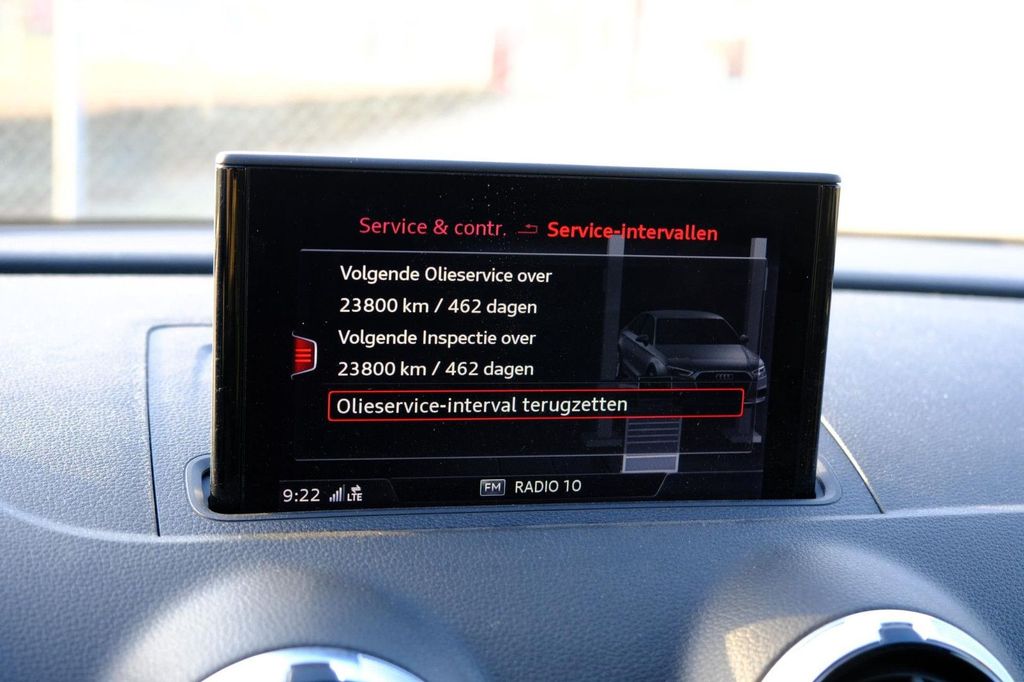 Service & contr. Service-intervallen
Volgende Olieservice over
23800 km / 462 dagen
Volgende Inspectie over
23800 km / 462 dagen
Olieservice-interval terugzetten
9:22 LTE FM RADIO 10